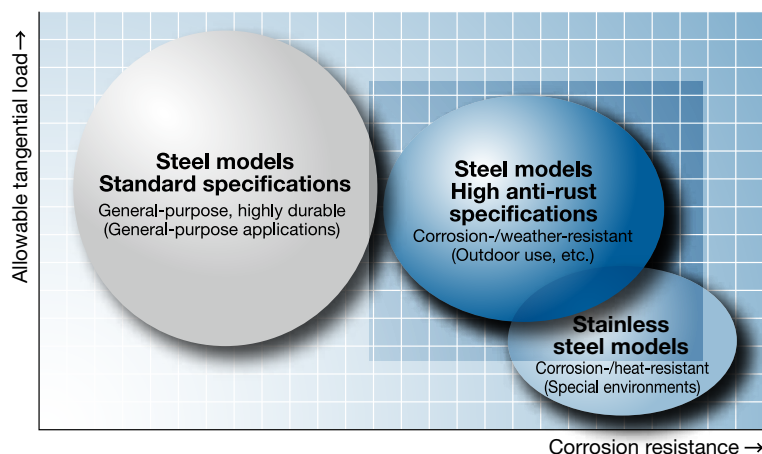 Allowable tangential load →
Steel models
Standard specifications
General-purpose, highly durable
(General-purpose applications)
Steel models
High anti-rust
specifications
Corrosion-/weather-resistant
(Outdoor use, etc.)
Stainless
steel models
Corrosion-/heat-resistant
(Special environments)
Corrosion resistance →